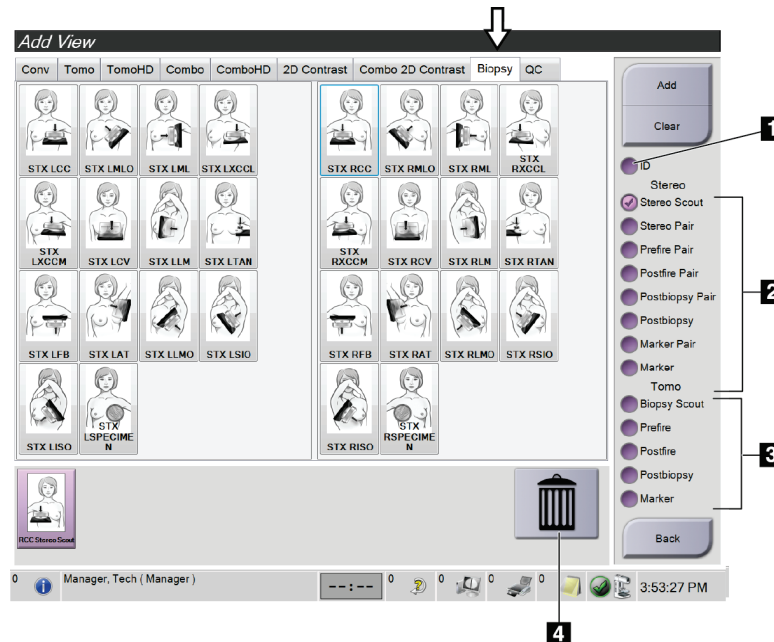 Add View
Conv Tomo TomoHD Combo ComboHD 2D Contrast Combo 2D Contrast Biopsy QC
STX LCC STX LMLO STX LML STX LXCCL
STX RCC STX RMLO STX RML STX
RXCCL
STX
LXCCM STX LCV STX LLM STX LTAN
STX
RXCCM STX RCV STX RLM STX RTAN
STX LFB STX LAT STX LLMO STX LSIO
STX RFB STX RAT STX RLMO STX RSIO
STX LISO STX
LSPECIME
N
STX RISO STX
RSPECIME
N
Add
Clear
1
ID
Stereo
Stereo Scout
Stereo Pair
Prefire Pair
Postfire Pair
Postbiopsy Pair
Postbiopsy
Marker Pair
Marker
2
Tomo
Biopsy Scout
Prefire
Postfire
Postbiopsy
Marker
3
Back
RCC Stereo Scout
0 Manager, Tech ( Manager ) --:-- 0 0 0 0 3:53:27 PM
4